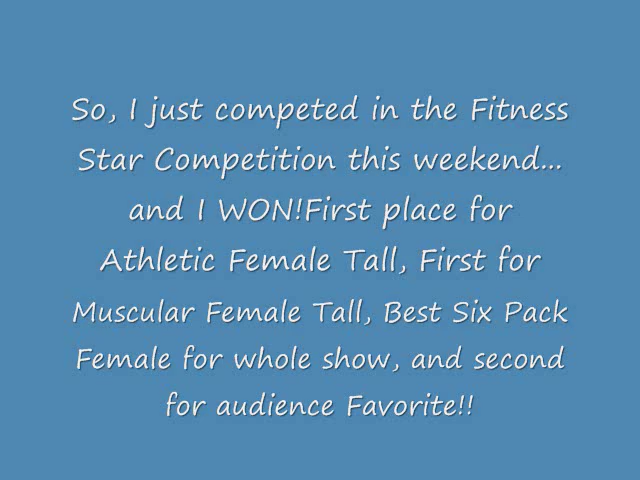 So, I just competed in the Fitness
Star Competition this weekend...
and I WON!First place for
Athletic Female Tall, First for
Muscular Female Tall, Best Six Pack
Female for whole show, and second
for audience Favorite!!